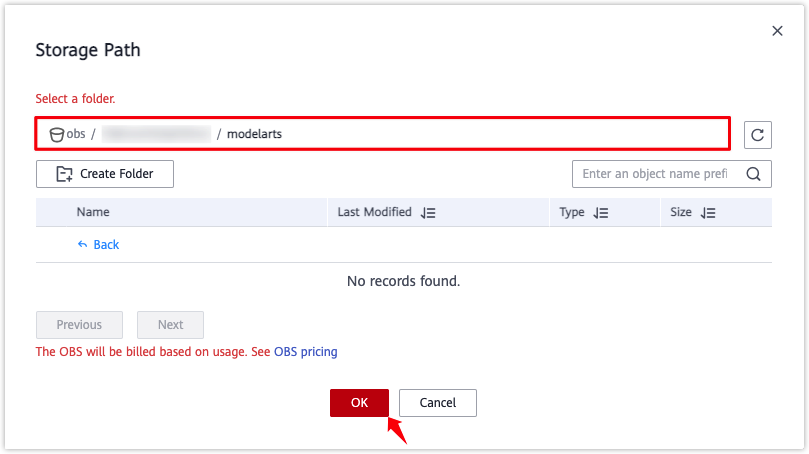 Storage Path
Select a folder.
obs / / modelarts
Create Folder
Enter an object name prefi
Name Last Modified Type Size
Back
No records found.
Previous Next
The OBS will be billed based on usage. See OBS pricing
OK Cancel